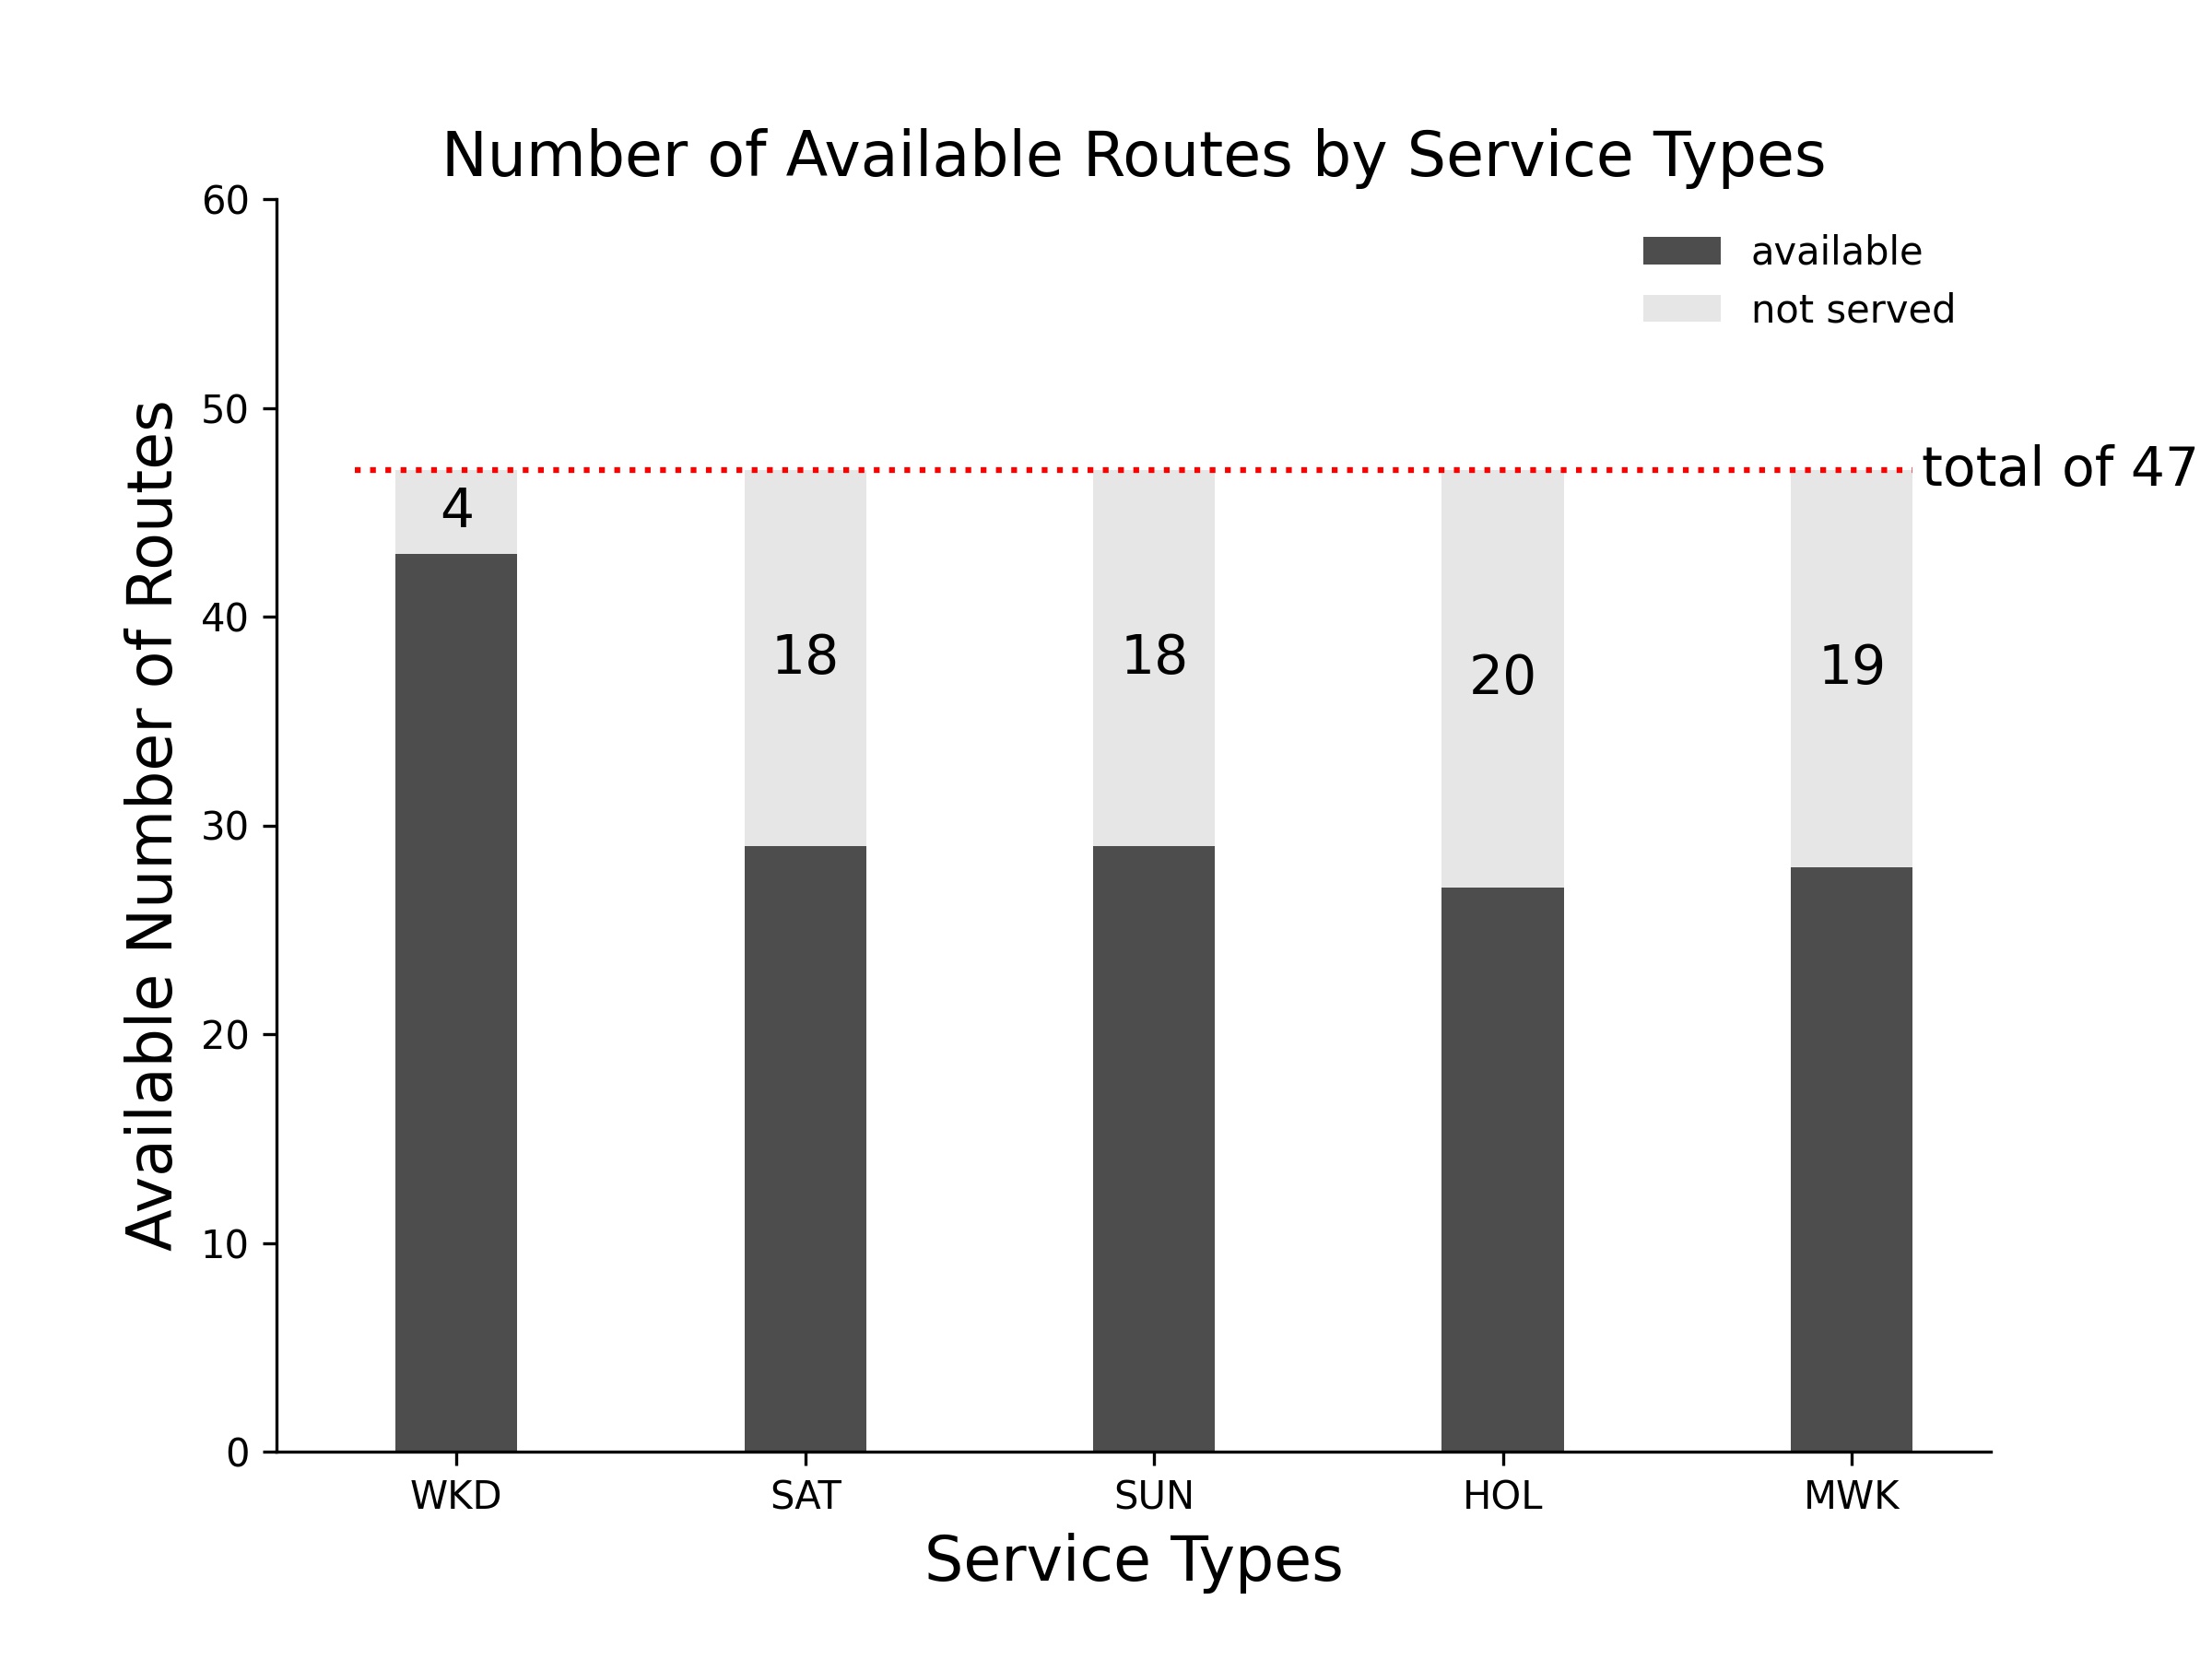 Number of Available Routes by Service Types
60
available
not served
50
total of 47
4
40
18
18
20
19
30
20
10
0
Available Number of Routes
WKD
SAT
SUN
HOL
MWK
Service Types